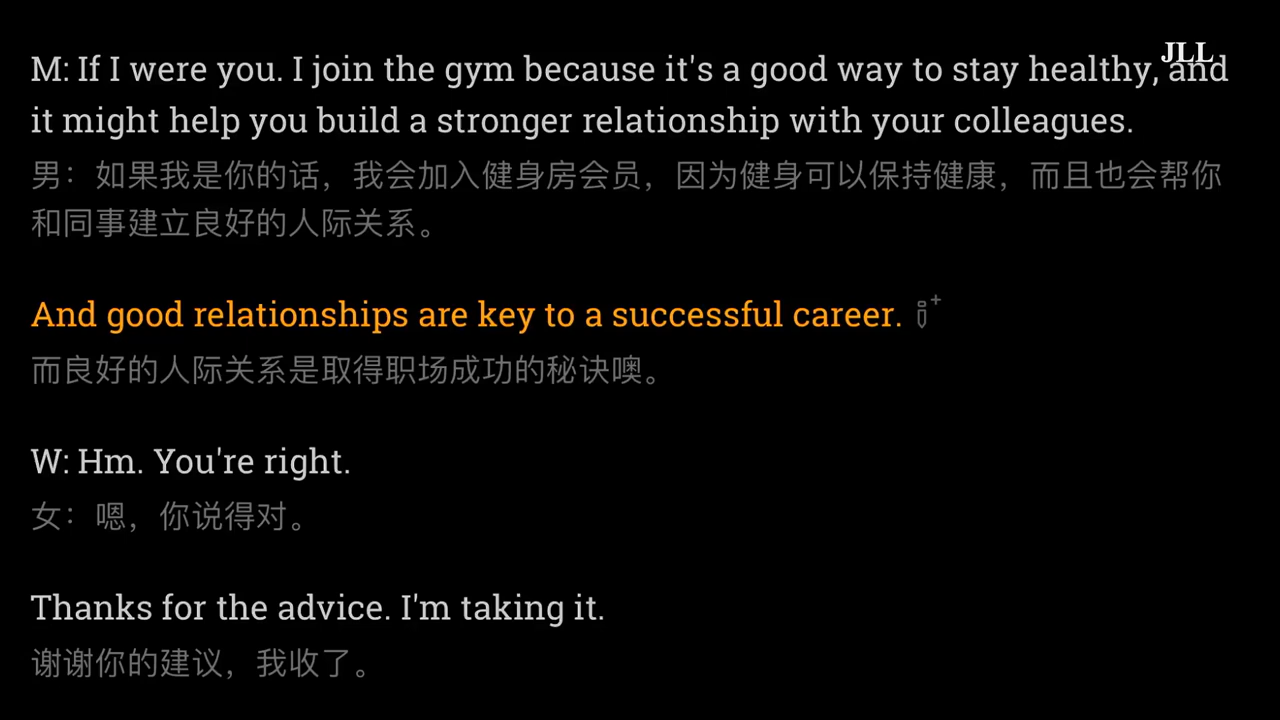 JLL
M: If I were you. I join the gym because it's a good way to stay healthy, and
it might help you build a stronger relationship with your colleagues.
男：如果我是你的话，我会加入健身房会员，因为健身可以保持健康，而且也会帮你
和同事建立良好的人际关系。
And good relationships are key to a successful career.
而良好的人际关系是取得职场成功的秘诀噢。
W: Hm. You're right.
女：嗯，你说得对。
Thanks for the advice. I'm taking it.
谢谢你的建议，我收了。